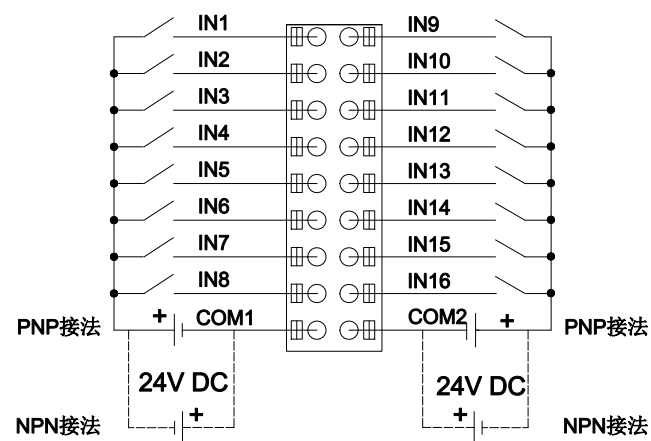 IN1 IN9
IN2 IN10
IN3 IN11
IN4 IN12
IN5 IN13
IN6 IN14
IN7 IN15
IN8 IN16
PNP接法 + COM1 COM2 + PNP接法
24V DC 24V DC
NPN接法 + + NPN接法